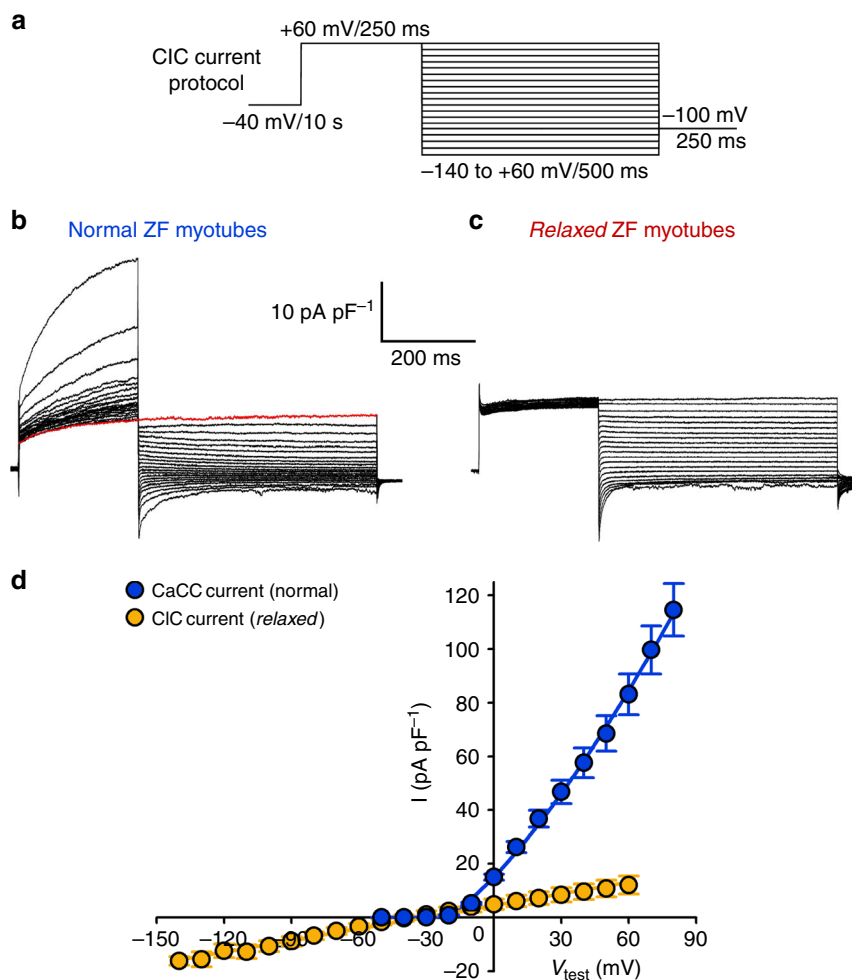 a
+60 mV/250 ms
ClC current
protocol
–40 mV/10 s
–100 mV
250 ms
–140 to +60 mV/500 ms
b
Normal ZF myotubes
c
Relaxed ZF myotubes
10 pA pF⁻¹
200 ms
d
CaCC current (normal)
ClC current (relaxed)
I (pA pF⁻¹)
120
100
80
60
40
20
–20
–150
–120
–90
–60
–30
0
30
60
90
Vtest (mV)